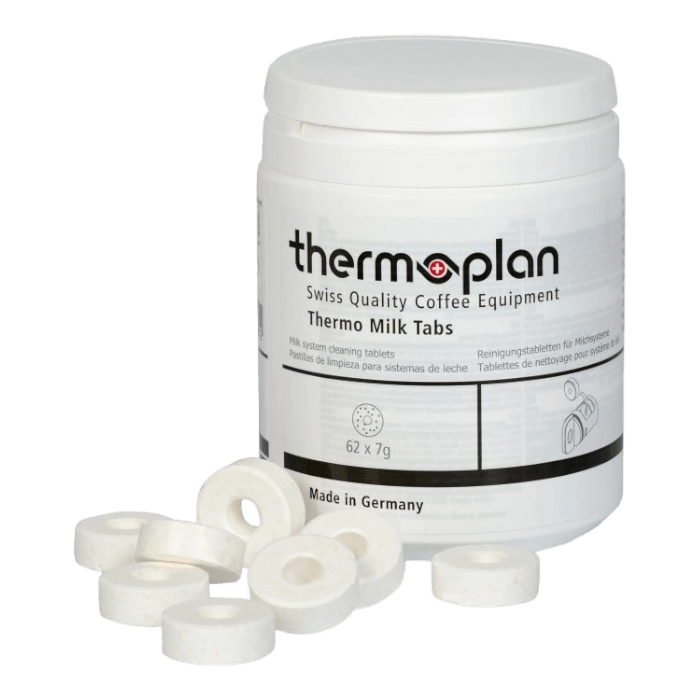 thermoplan
Swiss Quality Coffee Equipment
Thermo Milk Tabs
Milk system cleaning tablets
Pastillas de limpieza para sistemas de leche
Reinigungstabletten für Milchsysteme
Tablettes de nettoyage pour système de
62 x 7g
Made in Germany